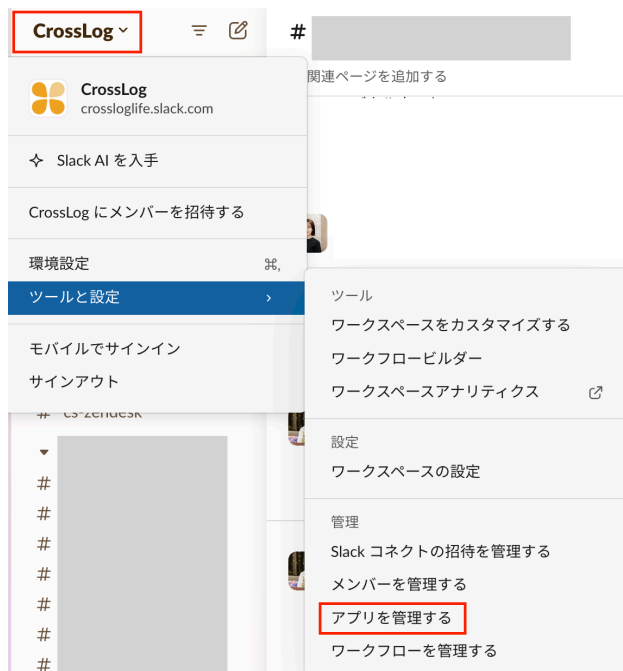 CrossLog
#
関連ページを追加する
CrossLog
crossloglife.slack.com
Slack AI を入手
CrossLog にメンバーを招待する
環境設定 ⌘,
ツールと設定
モバイルでサインイン
サインアウト
# cs-zendesk
#
#
#
#
#
#
#
ツール
ワークスペースをカスタマイズする
ワークフロービルダー
ワークスペースアナリティクス
設定
ワークスペースの設定
管理
Slack コネクトの招待を管理する
メンバーを管理する
アプリを管理する
ワークフローを管理する